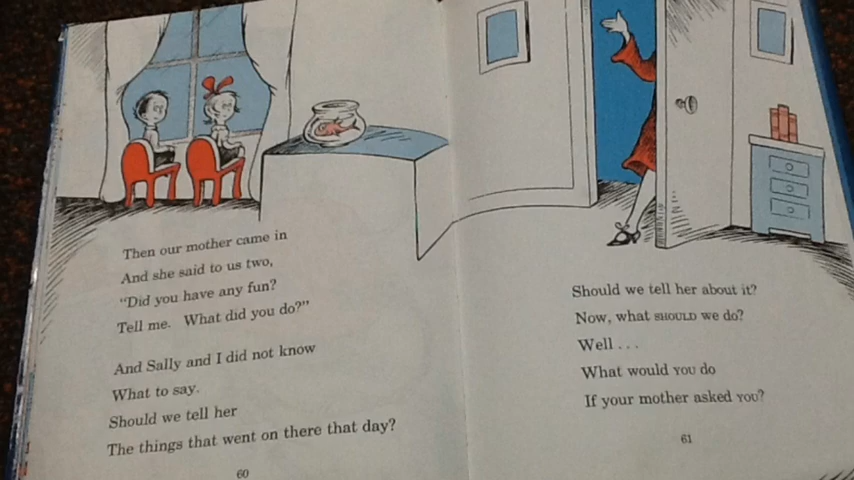 Then our mother came in
And she said to us two,
“Did you have any fun?
Tell me. What did you do?”
And Sally and I did not know
What to say.
Should we tell her
The things that went on there that day?
60
Should we tell her about it?
Now, what SHOULD we do?
Well . . .
What would YOU do
If your mother asked YOU?
61